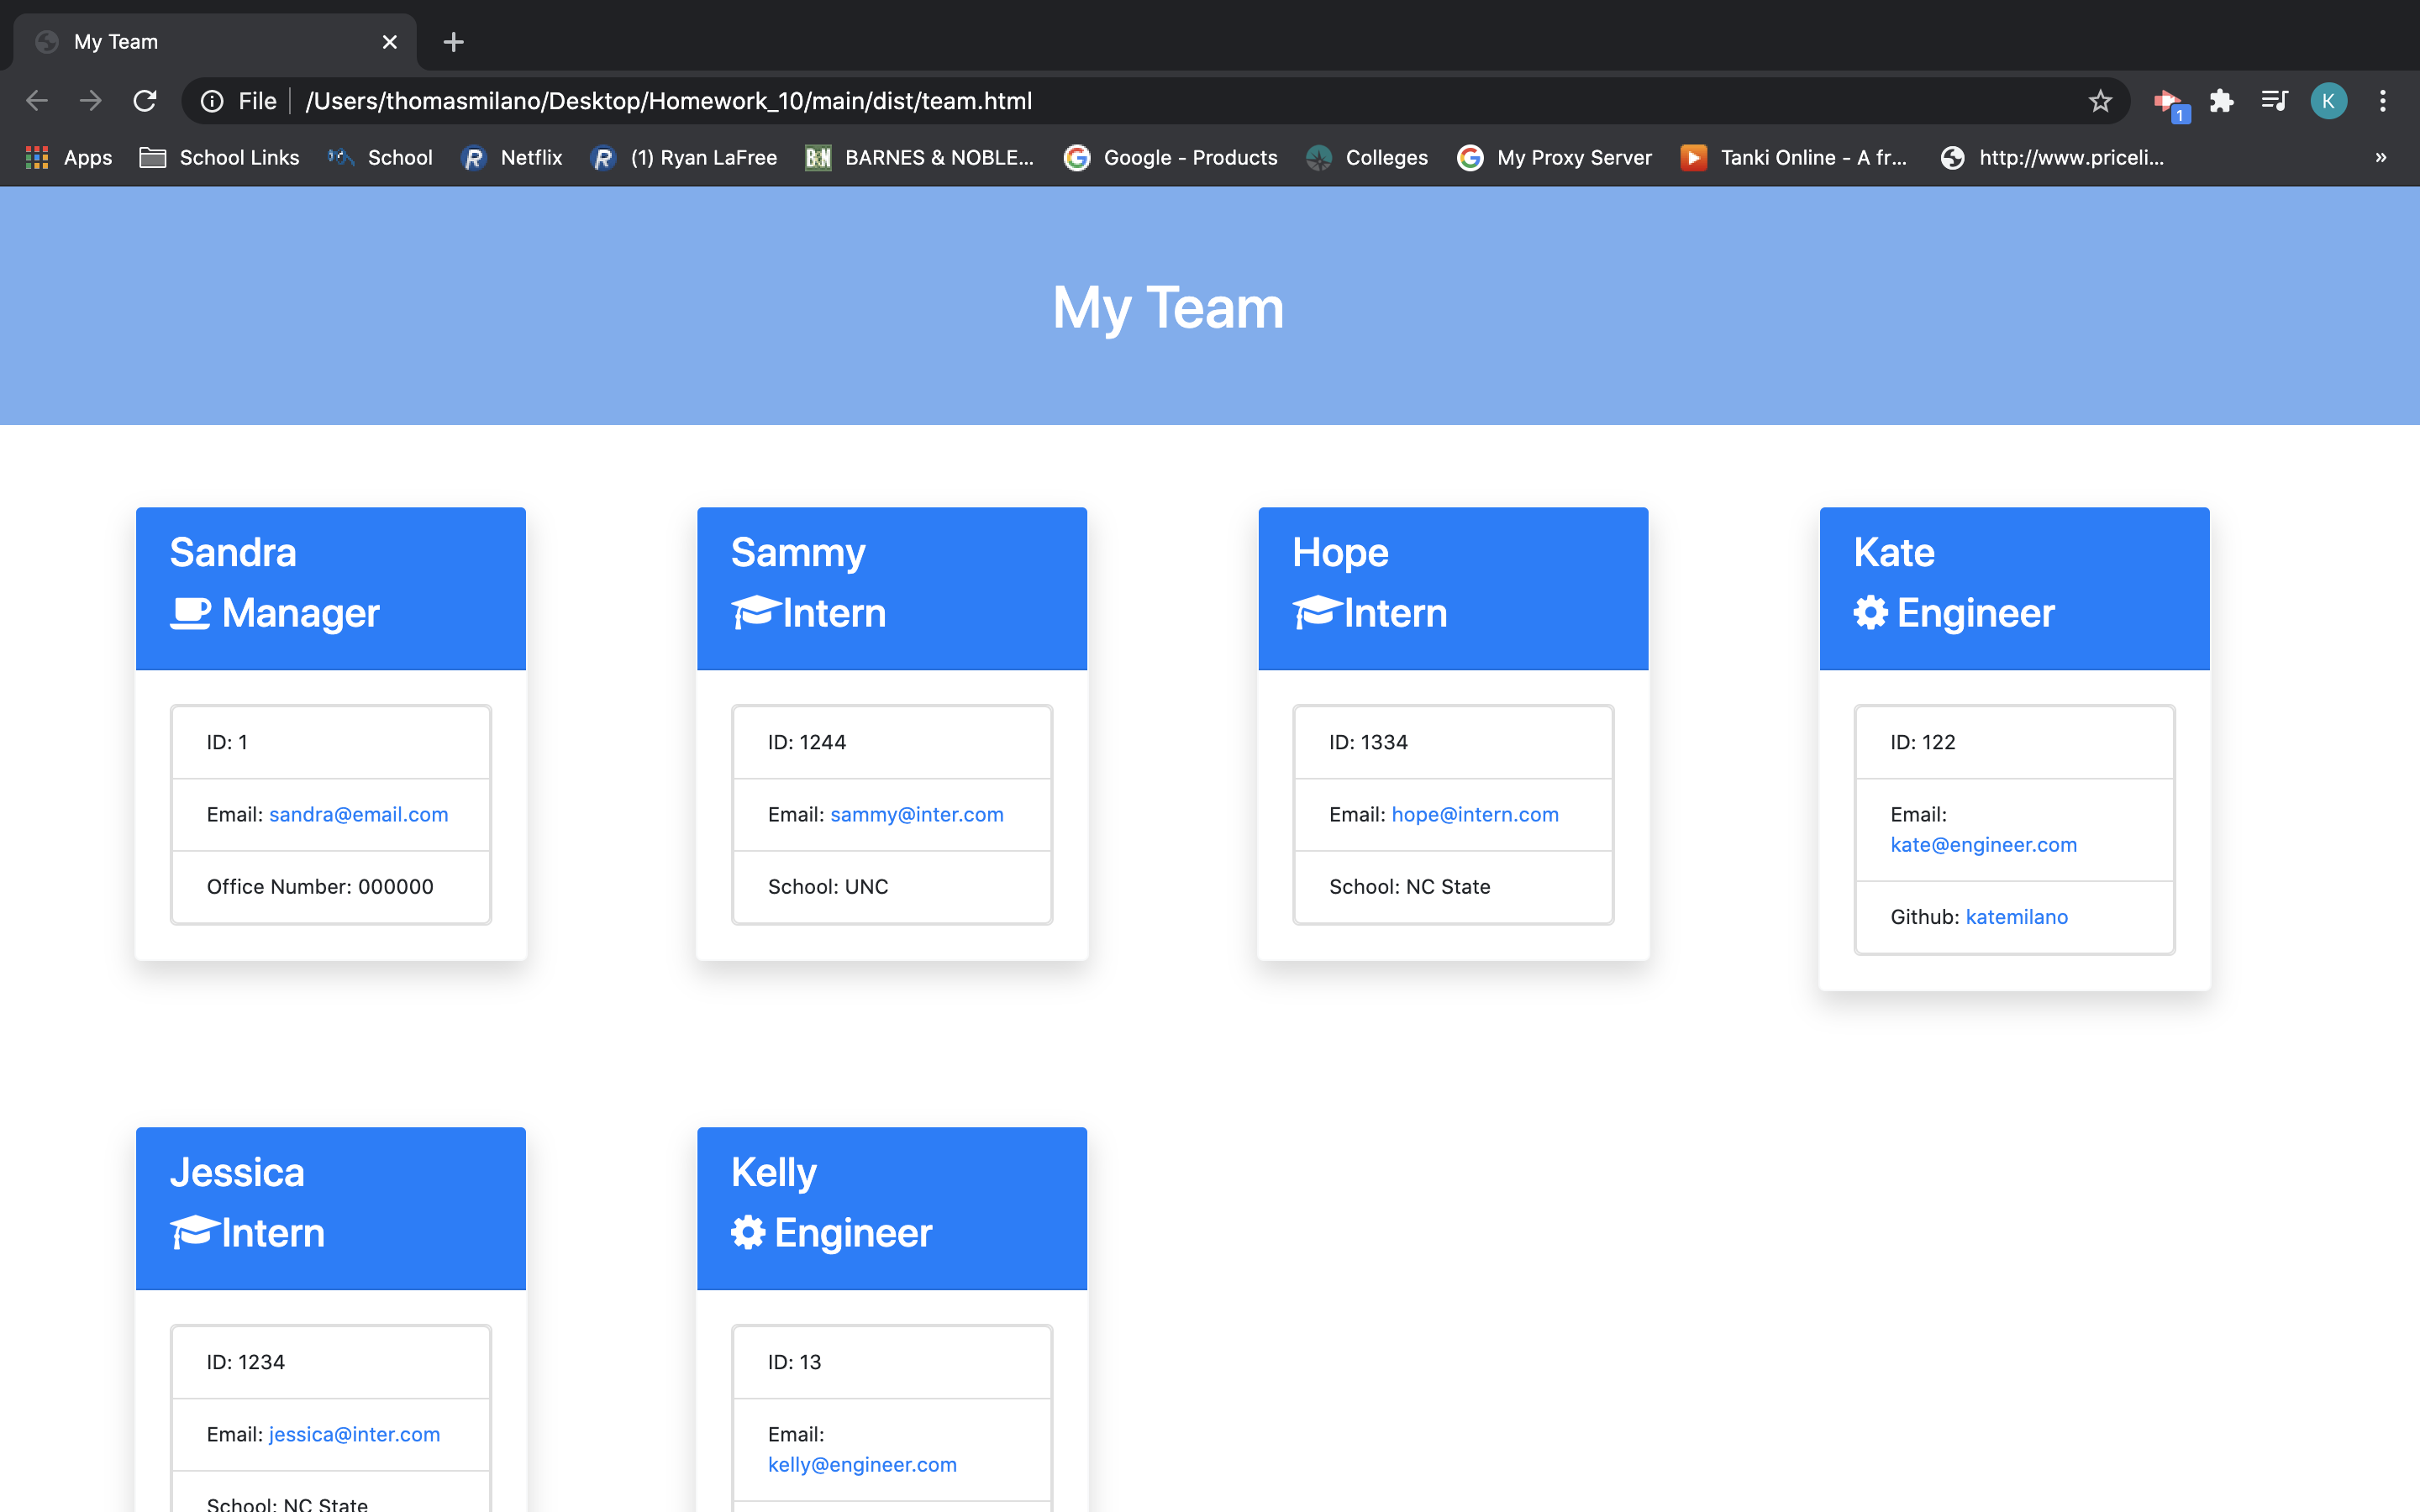 My Team
File /Users/thomasmilano/Desktop/Homework_10/main/dist/team.html
1
K
Apps School Links School Netflix (1) Ryan LaFree BARNES & NOBLE... Google - Products Colleges My Proxy Server Tanki Online - A fr... http://www.priceli... »
My Team
Sandra
Manager
ID: 1
Email: sandra@email.com
Office Number: 000000
Sammy
Intern
ID: 1244
Email: sammy@inter.com
School: UNC
Hope
Intern
ID: 1334
Email: hope@intern.com
School: NC State
Kate
Engineer
ID: 122
Email:
kate@engineer.com
Github: katemilano
Jessica
Intern
ID: 1234
Email: jessica@inter.com
School: NC State
Kelly
Engineer
ID: 13
Email:
kelly@engineer.com